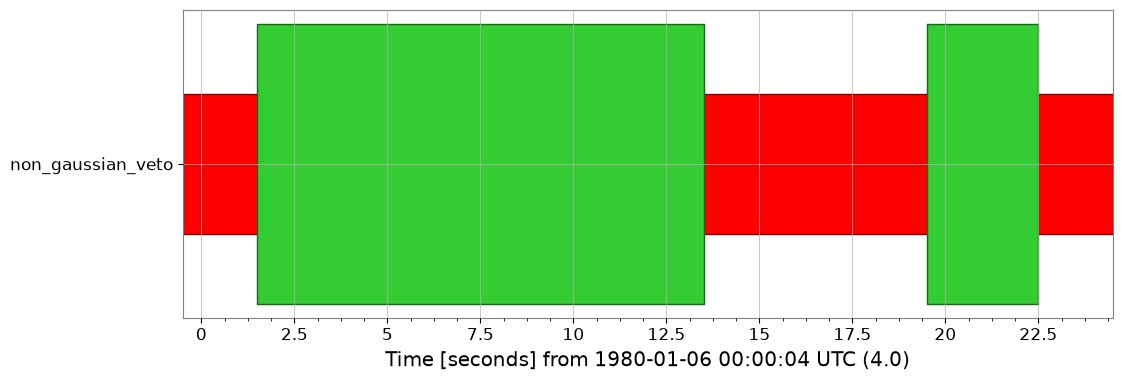 non_gaussian_veto
0 2.5 5 7.5 10 12.5 15 17.5 20 22.5
Time [seconds] from 1980-01-06 00:00:04 UTC (4.0)